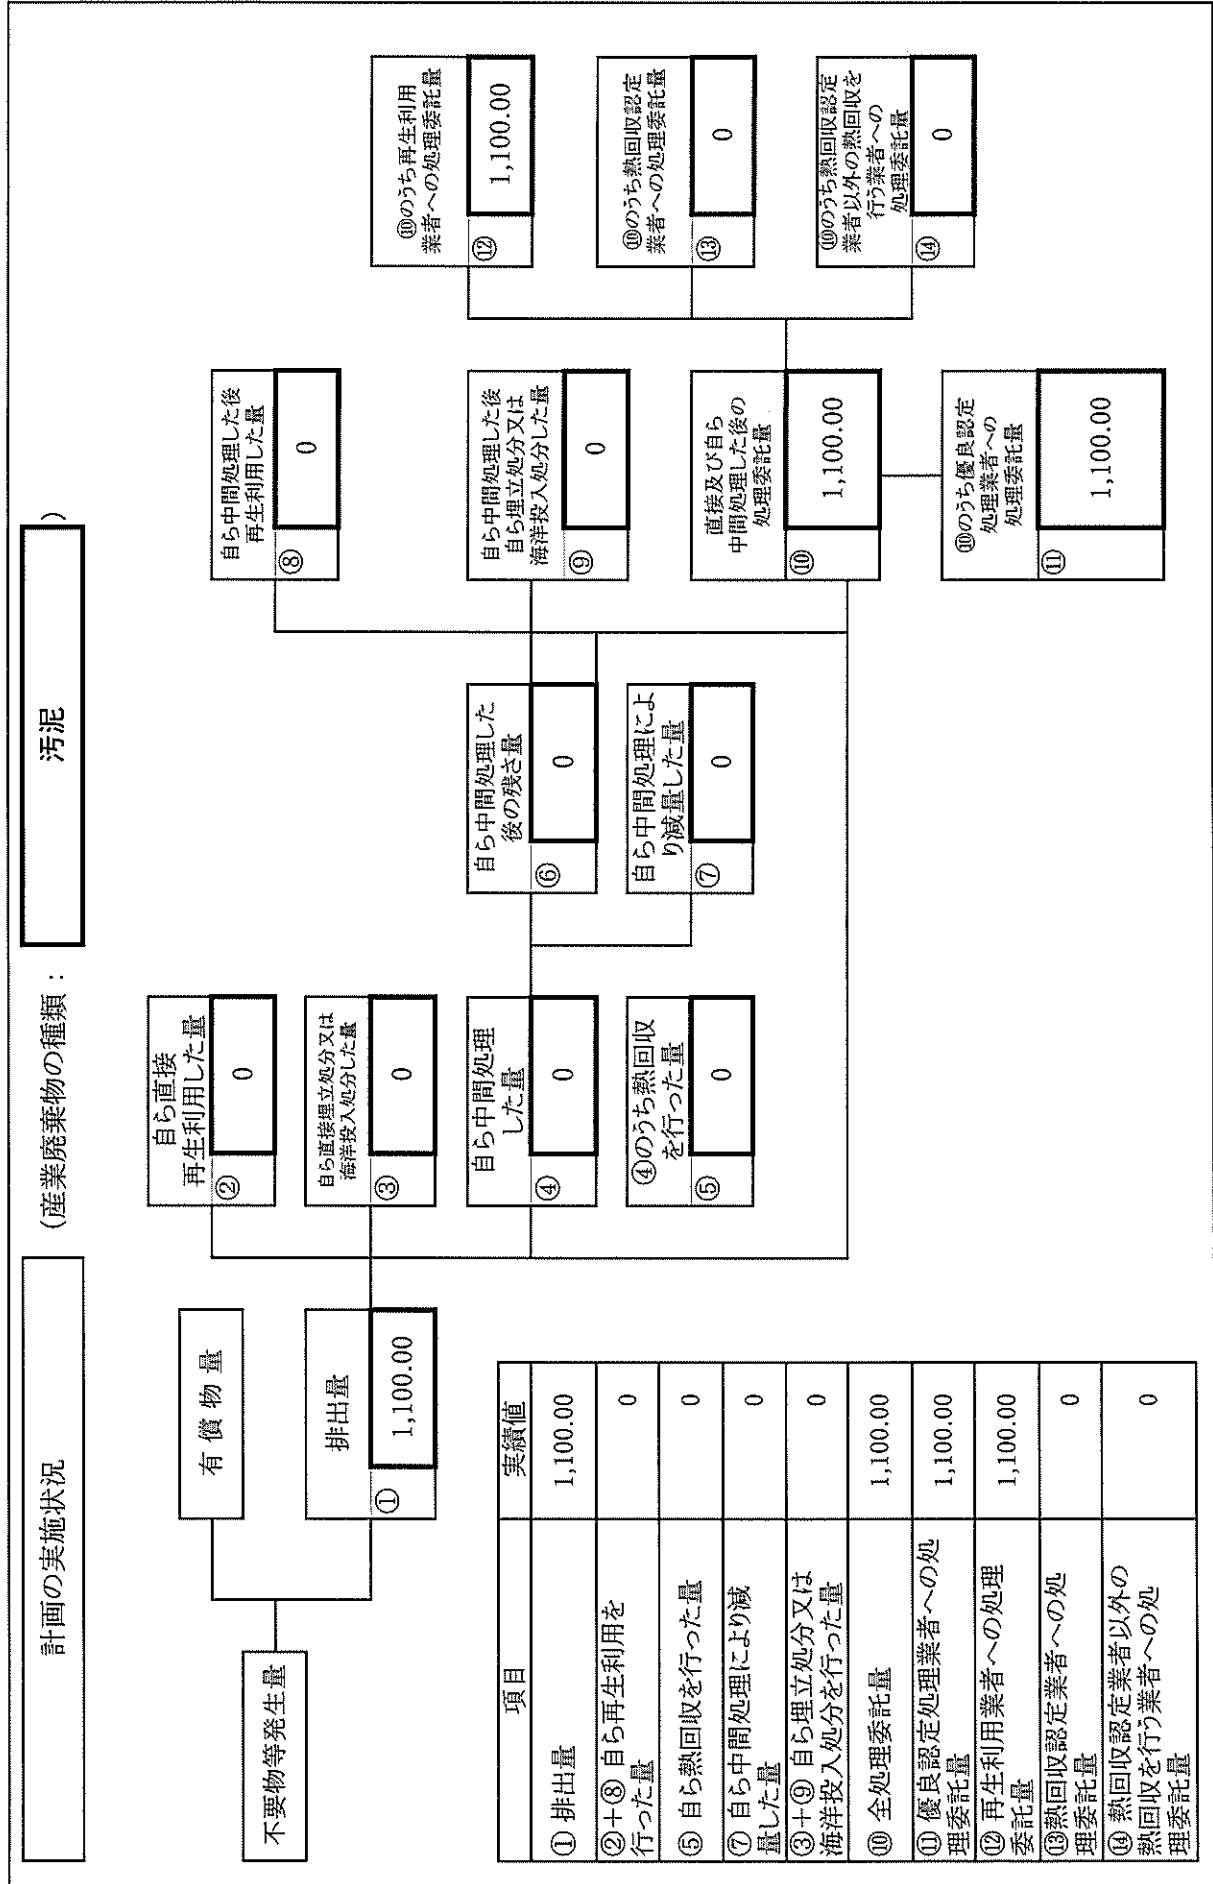 計画の実施状況
(産業廃棄物の種類：
汚泥
)
不要物等発生量
有 償 物 量
排出量
①
1,100.00
自ら直接
再生利用した量
②
0
自ら直接埋立処分又は
海洋投入処分した量
③
0
自ら中間処理
した量
④
0
④のうち熱回収
を行った量
⑤
0
自ら中間処理した
後の残さ量
⑥
0
自ら中間処理によ
り減量した量
⑦
0
自ら中間処理した後
再生利用した量
⑧
0
自ら中間処理した後
自ら埋立処分又は
海洋投入処分した量
⑨
0
直接及び自ら
中間処理した後の
処理委託量
⑩
1,100.00
⑩のうち優良認定
処理業者への
処理委託量
⑪
1,100.00
⑩のうち再生利用
業者への処理委託量
⑫
1,100.00
⑩のうち熱回収認定
業者への処理委託量
⑬
0
⑩のうち熱回収認定
業者以外の熱回収を
行う業者への
処理委託量
⑭
0
項目
実績値
① 排出量
1,100.00
②＋⑧ 自ら再生利用を
行った量
0
⑤ 自ら熱回収を行った量
0
⑦ 自ら中間処理により減
量した量
0
③＋⑨ 自ら埋立処分又は
海洋投入処分を行った量
0
⑩ 全処理委託量
1,100.00
⑪ 優良認定処理業者への処
理委託量
1,100.00
⑫ 再生利用業者への処理
委託量
1,100.00
⑬熱回収認定業者への処
理委託量
0
⑭ 熱回収認定業者以外の
熱回収を行う業者への処
理委託量
0